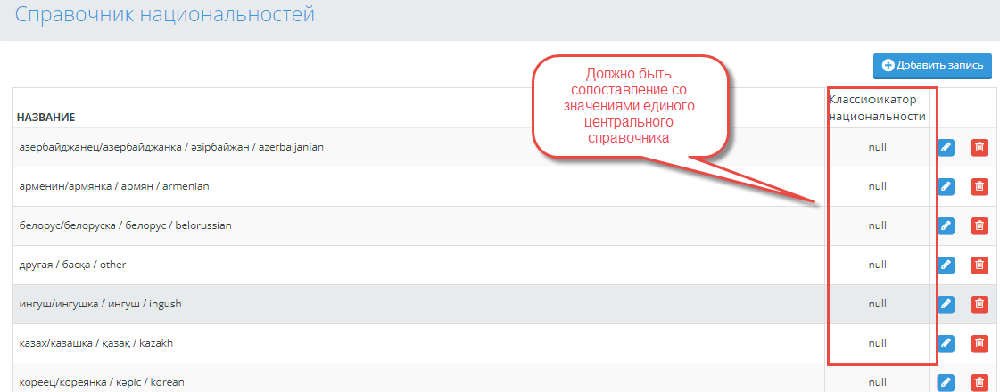 Справочник национальностей
Добавить запись
Должно быть
сопоставление со
значениями единого
центрального
справочника
НАЗВАНИЕ
Классификатор
национальности
азербайджанец/азербайджанка / әзірбайжан / azerbaijanian
null
арменин/армянка / армян / armenian
null
белорус/белоруска / белорус / belorussian
null
другая / басқа / other
null
ингуш/ингушка / ингуш / ingush
null
казах/казашка / қазақ / kazakh
null
кореец/кореянка / кәріс / korean
null